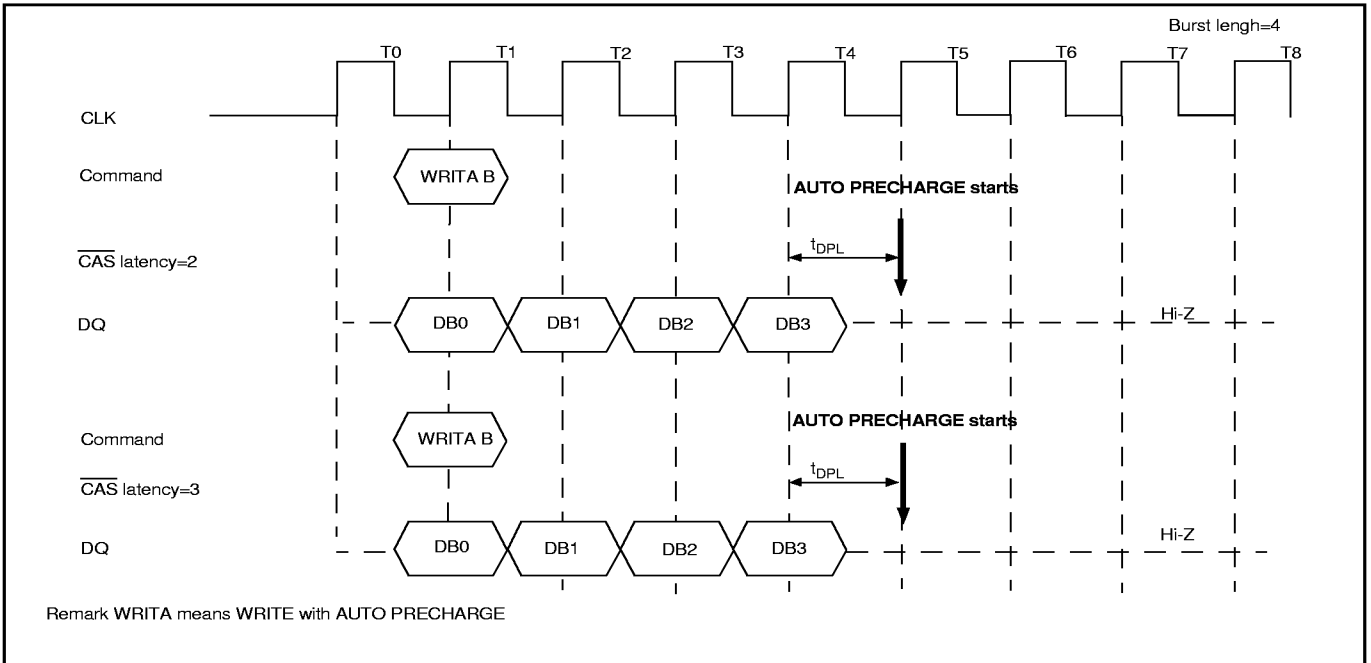 Burst lengh=4
T0 T1 T2 T3 T4 T5 T6 T7 T8
CLK
Command
WRITA B
AUTO PRECHARGE starts
CAS latency=2
tDPL
DQ
DB0 DB1 DB2 DB3
Hi-Z
AUTO PRECHARGE starts
Command
WRITA B
CAS latency=3
tDPL
DQ
DB0 DB1 DB2 DB3
Hi-Z
Remark WRITA means WRITE with AUTO PRECHARGE